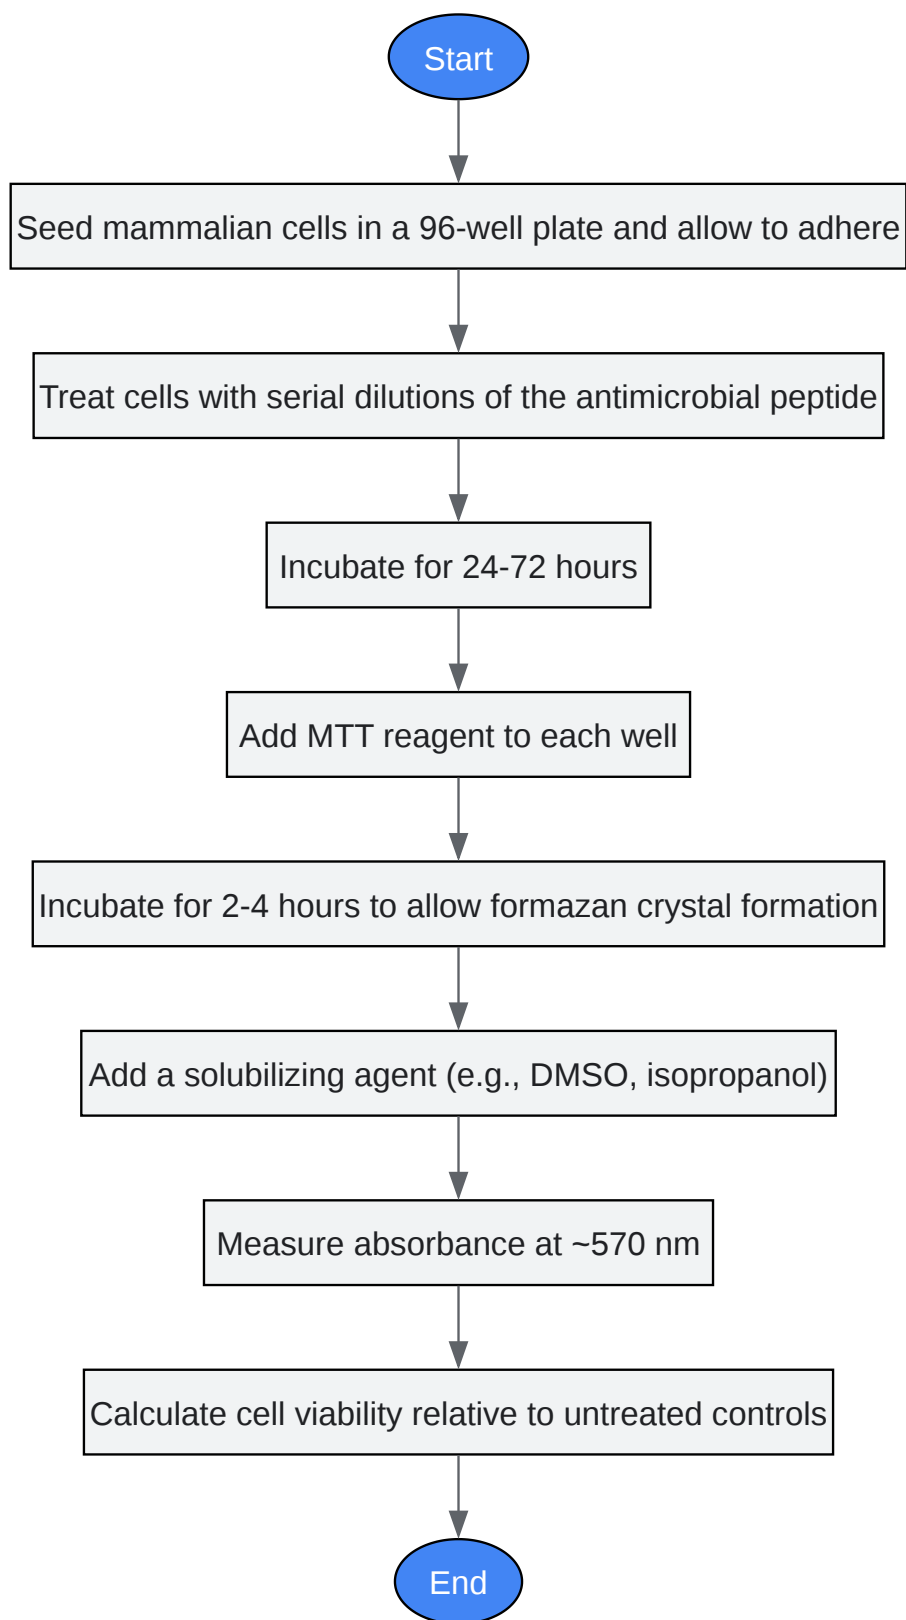 Start
Seed mammalian cells in a 96-well plate and allow to adhere
Treat cells with serial dilutions of the antimicrobial peptide
Incubate for 24-72 hours
Add MTT reagent to each well
Incubate for 2-4 hours to allow formazan crystal formation
Add a solubilizing agent (e.g., DMSO, isopropanol)
Measure absorbance at ~570 nm
Calculate cell viability relative to untreated controls
End